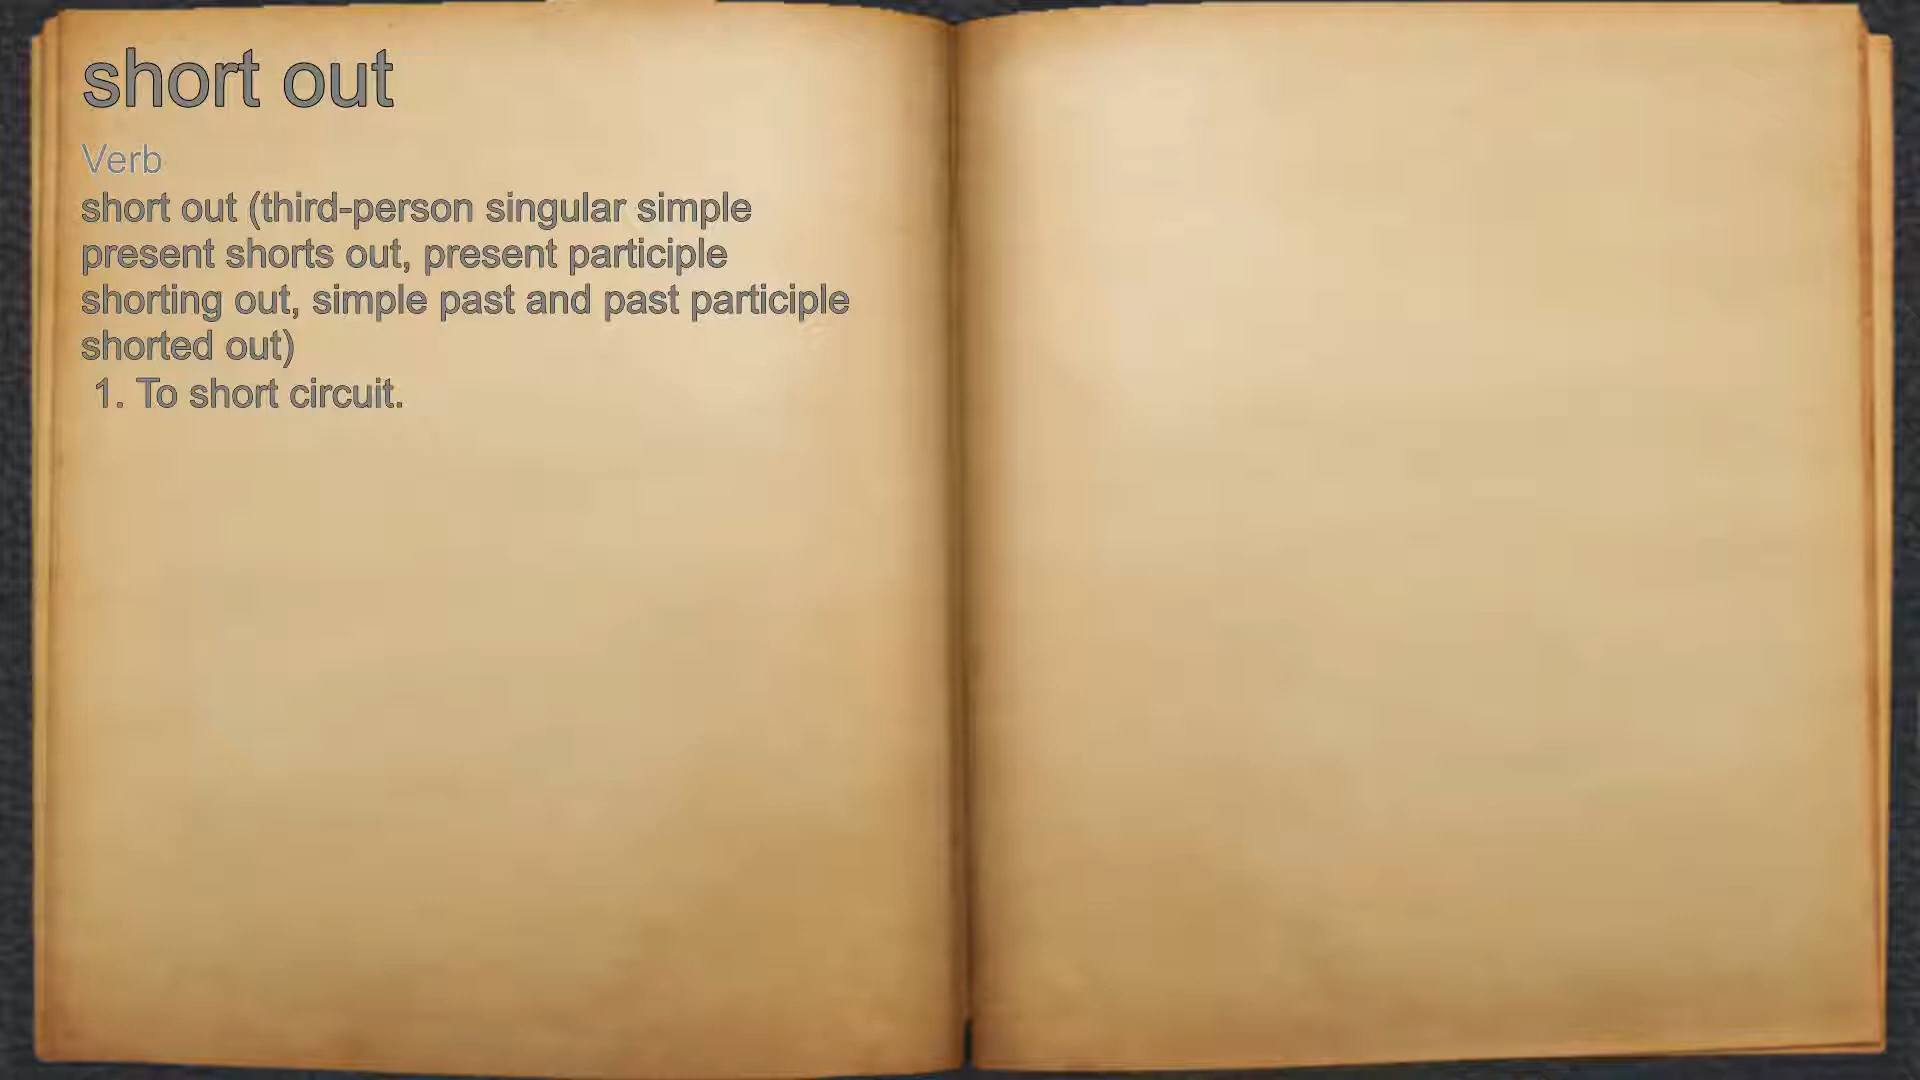 short out
Verb
short out (third-person singular simple
present shorts out, present participle
shorting out, simple past and past participle
shorted out)
1. To short circuit.